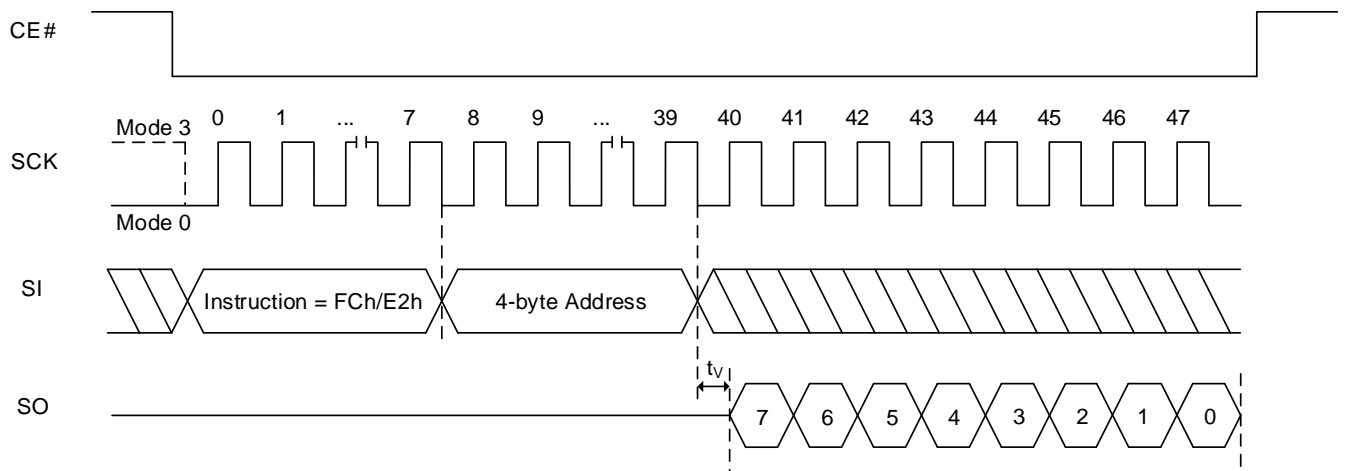 CE#
Mode 3
0 1 ... 7 8 9 ... 39 40 41 42 43 44 45 46 47
SCK
Mode 0
SI
Instruction = FCh/E2h
4-byte Address
tV
SO
7 6 5 4 3 2 1 0